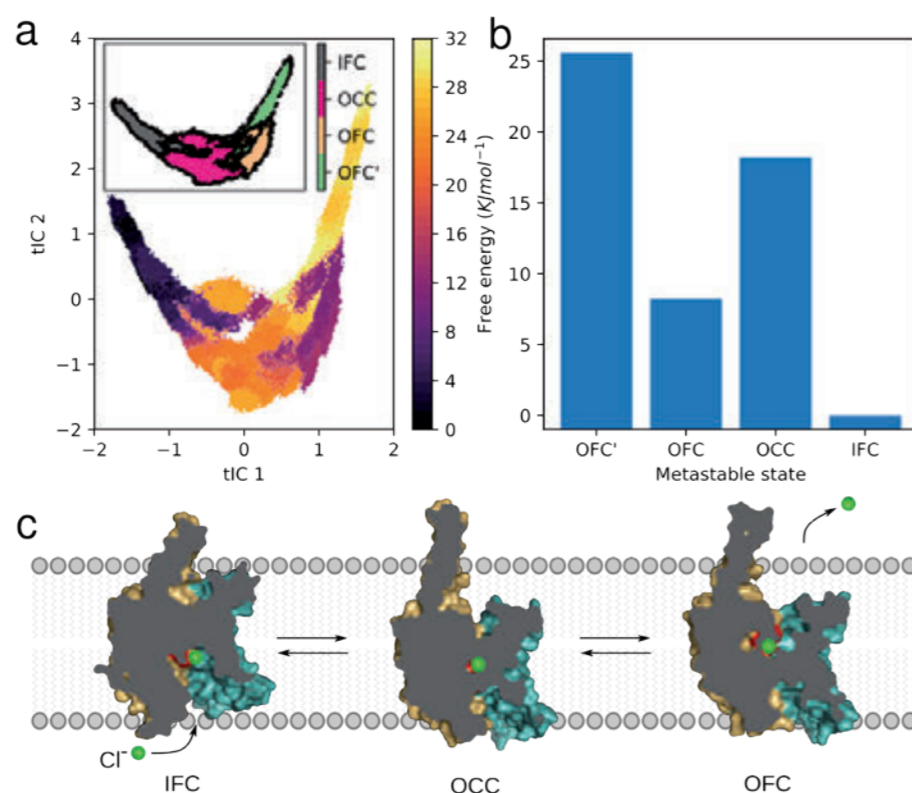 a
4
3
2
1
0
−1
−2
tIC 2
−2
−1
0
1
2
tIC 1
IFC
OCC
OFC
OFC'
32
28
24
20
16
12
8
4
0
b
Free energy (KJmol⁻¹)
25
20
15
10
5
0
OFC'
OFC
OCC
IFC
Metastable state
c
Cl⁻
IFC
OCC
OFC